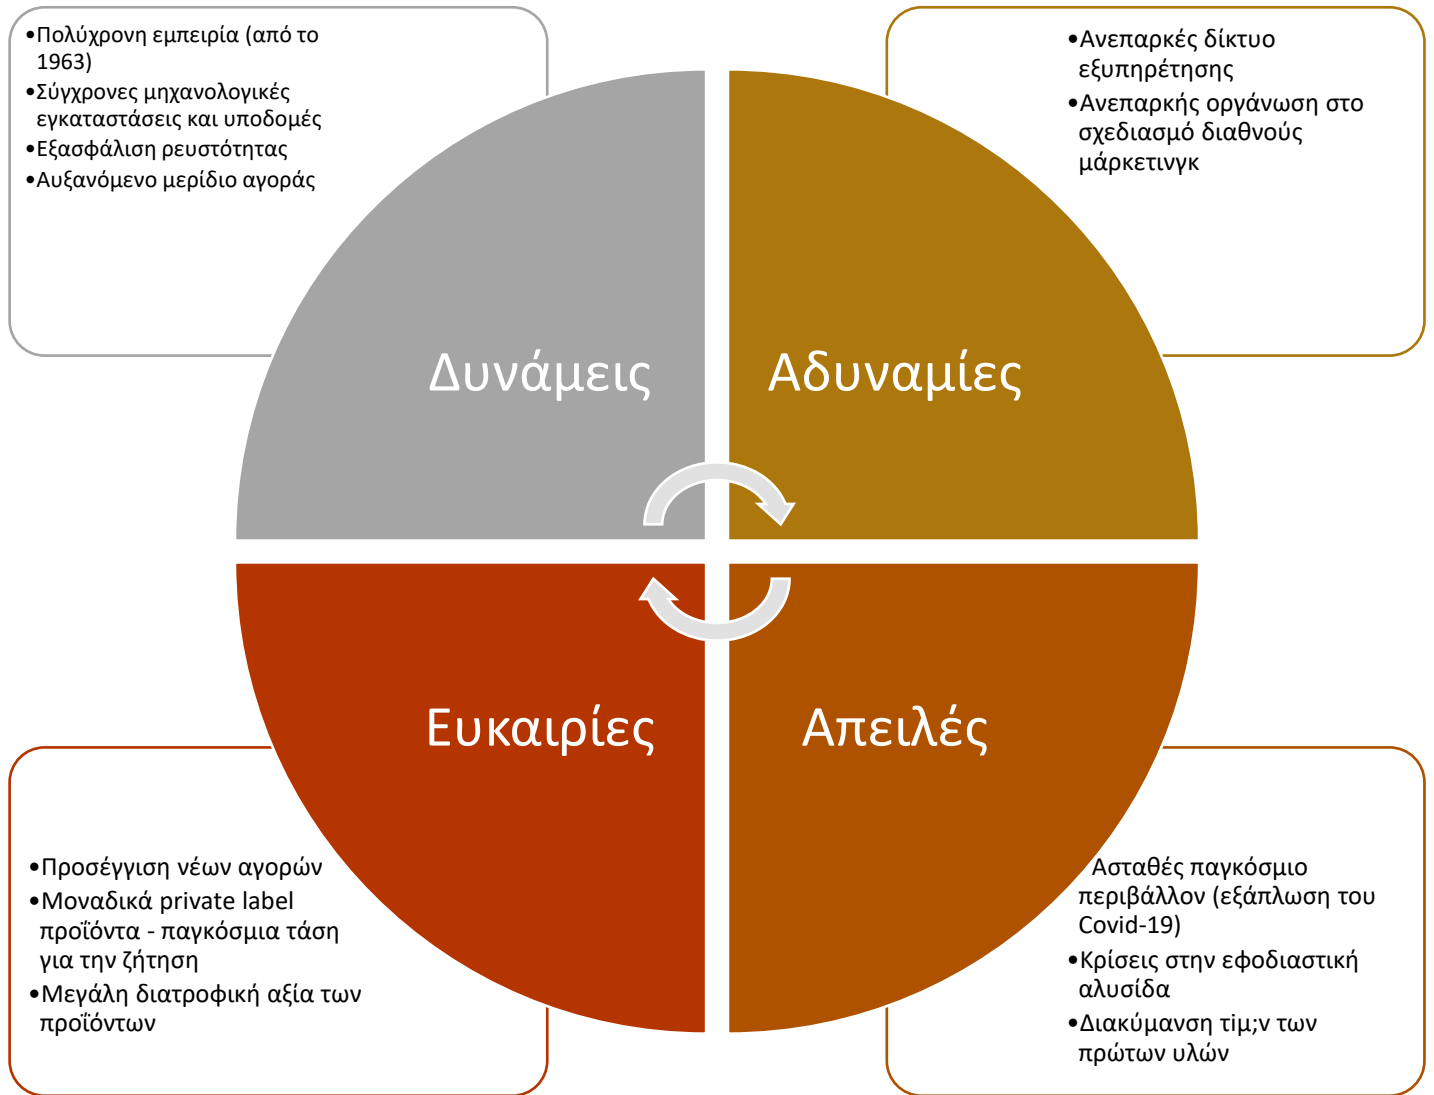 •Πολύχρονη εμπειρία (από το
1963)
•Σύγχρονες μηχανολογικές
εγκαταστάσεις και υποδομές
•Εξασφάλιση ρευστότητας
•Αυξανόμενο μερίδιο αγοράς
•Ανεπαρκές δίκτυο
εξυπηρέτησης
•Ανεπαρκής οργάνωση στο
σχεδιασμό διαθνούς
μάρκετινγκ
Δυνάμεις
Αδυναμίες
Ευκαιρίες
Απειλές
•Προσέγγιση νέων αγορών
•Μοναδικά private label
προϊόντα - παγκόσμια τάση
για την ζήτηση
•Μεγάλη διατροφική αξία των
προϊόντων
Ασταθές παγκόσμιο
περιβάλλον (εξάπλωση του
Covid-19)
•Κρίσεις στην εφοδιαστική
αλυσίδα
•Διακύμανση τiμ;ν των
πρώτων υλών